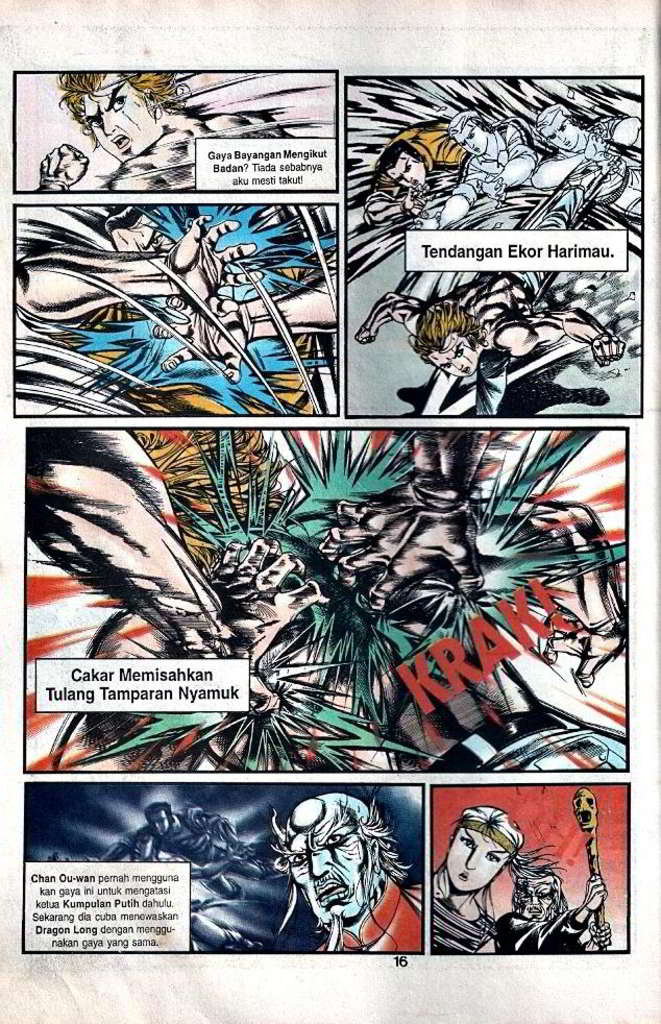 Gaya Bayangan Mengikut
Badan? Tiada sebabnya
aku mesti takut!
Tendangan Ekor Harimau.
Cakar Memisahkan
Tulang Tamparan Nyamuk
KRAK!
Chan Ou-wan pernah mengguna
kan gaya ini untuk mengatasi
ketua Kumpulan Putih dahulu.
Sekarang dia cuba menowaskan
Dragon Long dengan menggu-
nakan gaya yang sama.
16